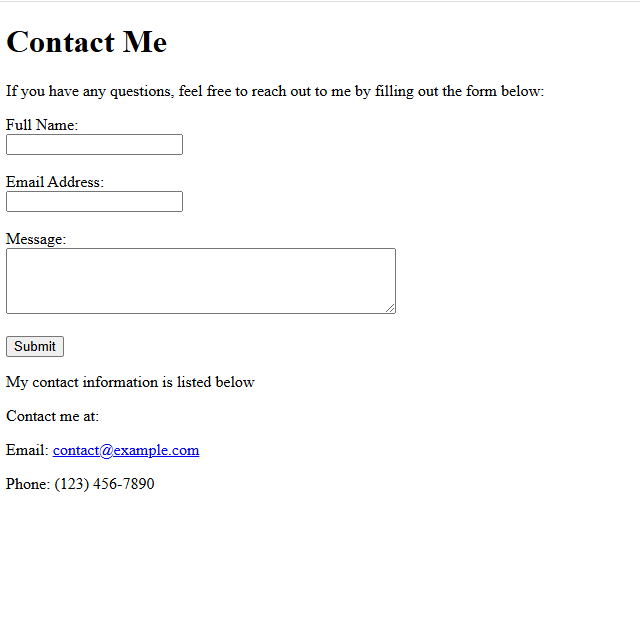 Contact Me
If you have any questions, feel free to reach out to me by filling out the form below:
Full Name:
Email Address:
Message:
Submit
My contact information is listed below
Contact me at:
Email: contact@example.com
Phone: (123) 456-7890